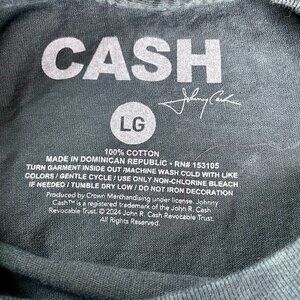 CASH
Johnny Cash
LG
100% COTTON
MADE IN DOMINICAN REPUBLIC • RN# 153105
TURN GARMENT INSIDE OUT / MACHINE WASH COLD WITH LIKE
COLORS / GENTLE CYCLE / USE ONLY NON-CHLORINE BLEACH
IF NEEDED / TUMBLE DRY LOW / DO NOT IRON DECORATION
Produced by Crown Merchandising under license. Johnny
Cash™ is a registered trademark of the John R. Cash
Revocable Trust. © 2024 John R. Cash Revocable Trust.
All Rights Reserved.